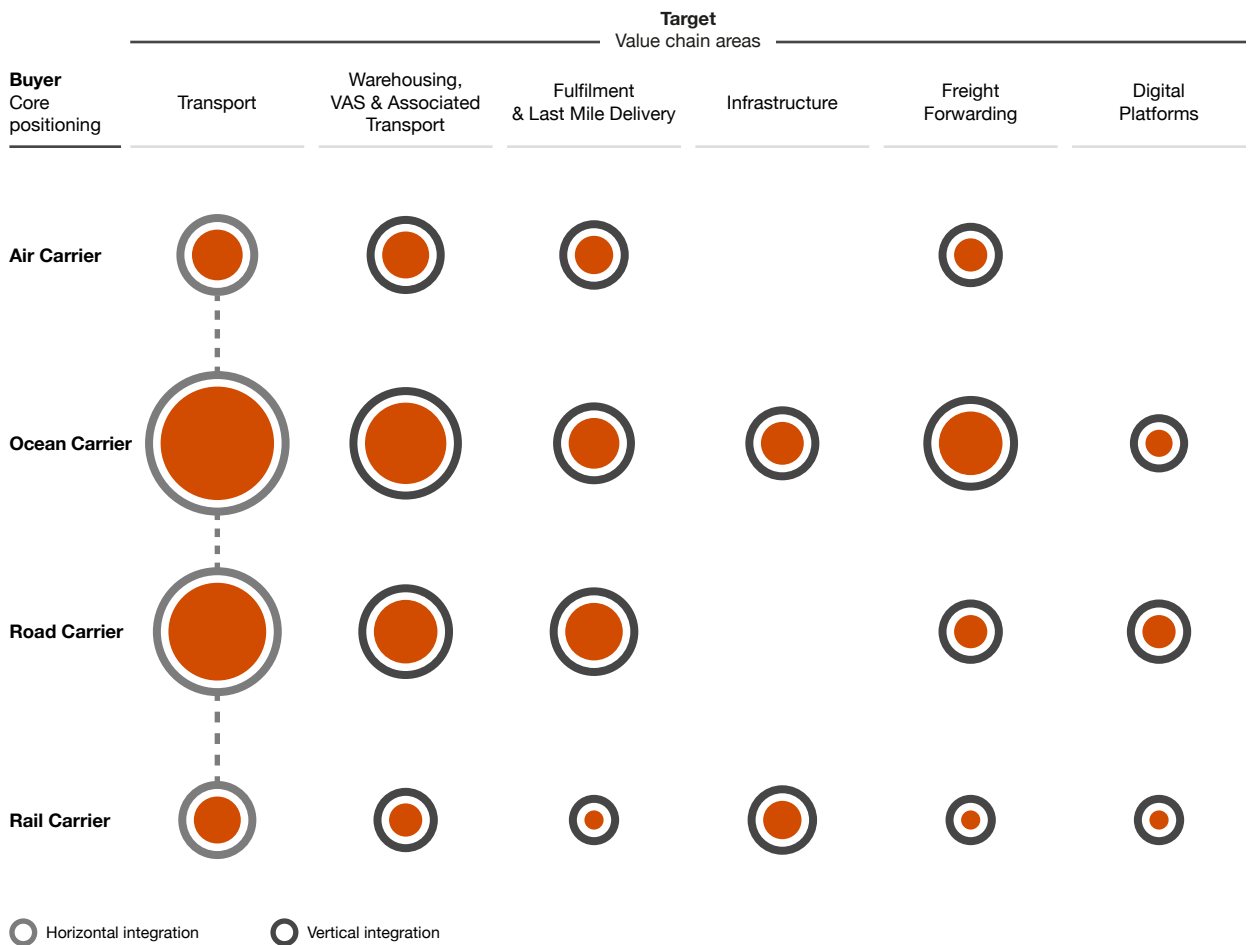 Target
Value chain areas
Buyer
Core
positioning
Transport
Warehousing,
VAS & Associated
Transport
Fulfilment
& Last Mile Delivery
Infrastructure
Freight
Forwarding
Digital
Platforms
Air Carrier
Ocean Carrier
Road Carrier
Rail Carrier
Horizontal integration
Vertical integration